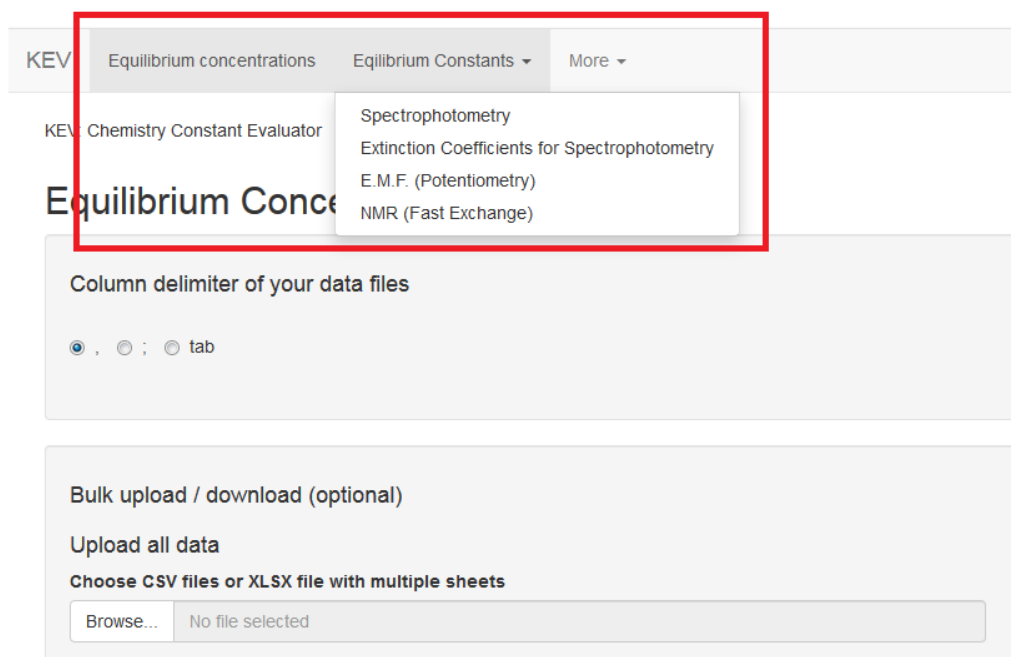 KEV Equilibrium concentrations Eqilibrium Constants More
Spectrophotometry
KEV: Chemistry Constant Evaluator
Extinction Coefficients for Spectrophotometry
E.M.F. (Potentiometry)
Equilibrium Conce
NMR (Fast Exchange)
Column delimiter of your data files
, ; tab
Bulk upload / download (optional)
Upload all data
Choose CSV files or XLSX file with multiple sheets
Browse... No file selected